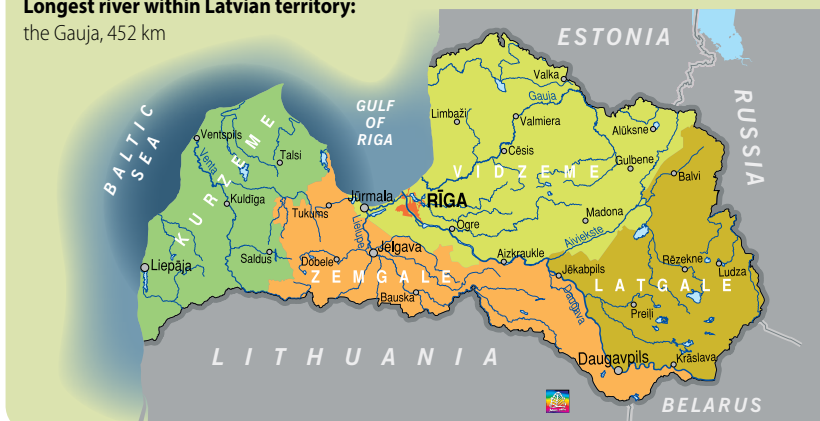 Longest river within Latvian territory:
the Gauja, 452 km
ESTONIA
Valka
Gauja
GULF
OF
RIGA
BALTIC
SEA
RUSSIA
Limbaži
Valmiera
Alūksne
Ventspils
Cēsis
Gulbene
Talsi
VIDZEME
Balvi
Venta
KURZEME
Kuldīga
Jūrmala
RĪGA
Tukums
Madona
Ogre
Lielupe
Aiviekste
Jelgava
Saldus
Dobele
Aizkraukle
Liepāja
Jēkabpils
Rēzekne
Ludza
ZEMGALE
LATGALE
Bauska
Daugava
Preiļi
LITHUANIA
Daugavpils
Krāslava
BELARUS